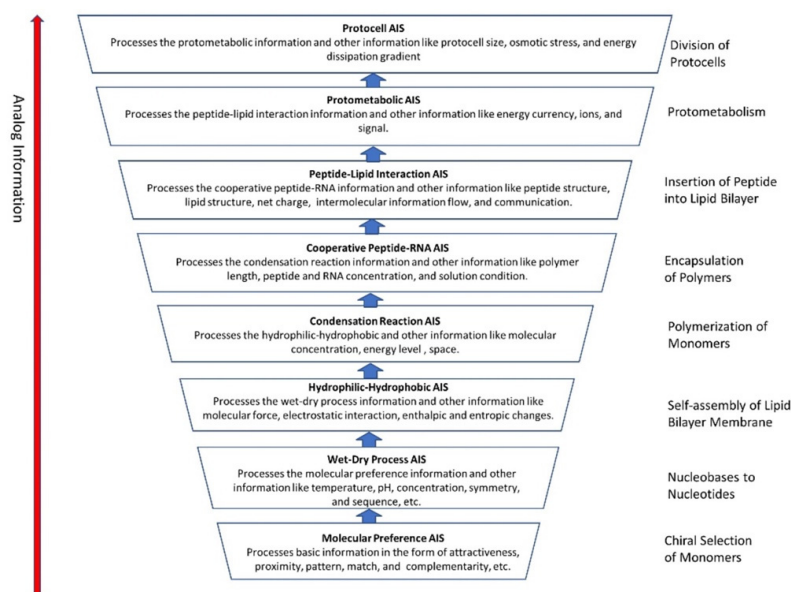 Analog Information
Protocell AIS
Processes the protometabolic information and other information like protocell size, osmotic stress, and energy
dissipation gradient
Division of
Protocells
Protometabolic AIS
Processes the peptide-lipid interaction information and other information like energy currency, ions, and
signal.
Protometabolism
Peptide-Lipid Interaction AIS
Processes the cooperative peptide-RNA information and other information like peptide structure,
lipid structure, net charge, intermolecular information flow, and communication.
Insertion of Peptide
into Lipid Bilayer
Cooperative Peptide-RNA AIS
Processes the condensation reaction information and other information like polymer
length, peptide and RNA concentration, and solution condition.
Encapsulation
of Polymers
Condensation Reaction AIS
Processes the hydrophilic-hydrophobic and other information like molecular
concentration, energy level , space.
Polymerization of
Monomers
Hydrophilic-Hydrophobic AIS
Processes the wet-dry process information and other information like
molecular force, electrostatic interaction, enthalpic and entropic changes.
Self-assembly of Lipid
Bilayer Membrane
Wet-Dry Process AIS
Processes the molecular preference information and other
information like temperature, pH, concentration, symmetry,
and sequence, etc.
Nucleobases to
Nucleotides
Molecular Preference AIS
Processes basic information in the form of attractiveness,
proximity, pattern, match, and complementarity, etc.
Chiral Selection
of Monomers